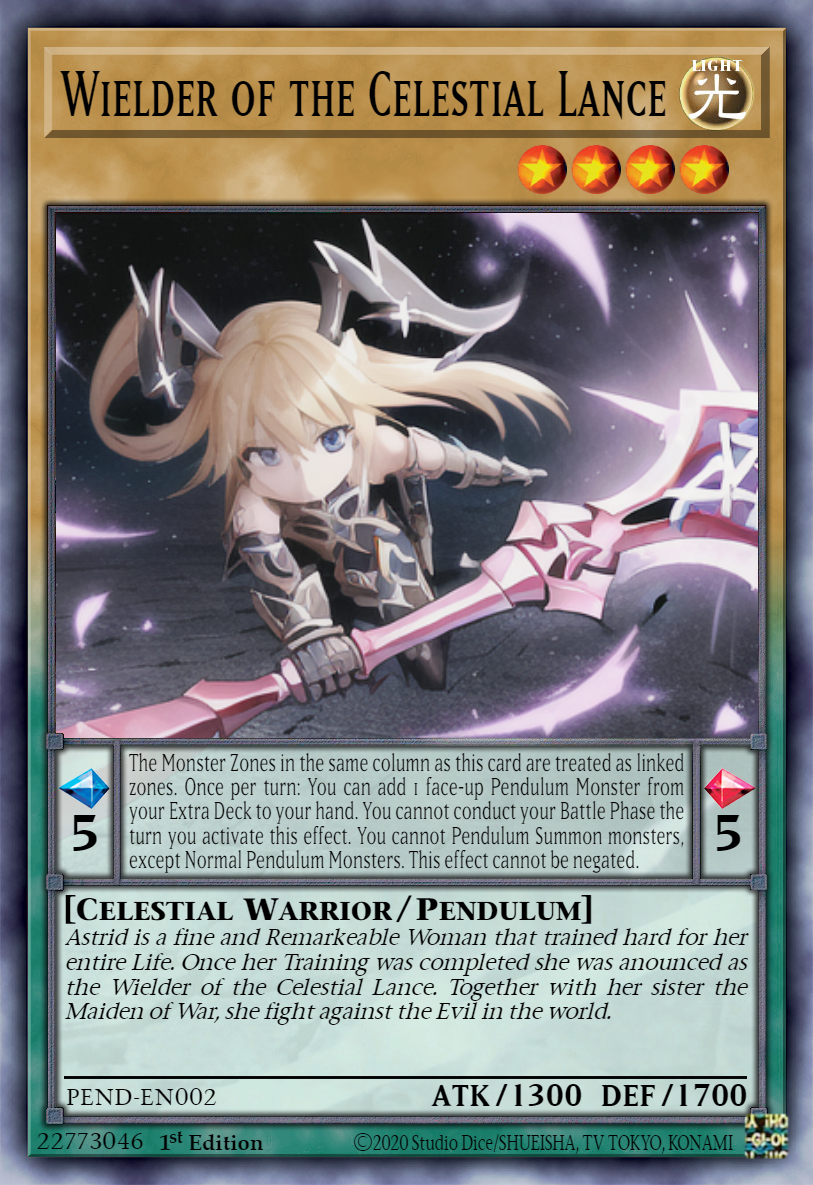 Wielder of the Celestial Lance
LIGHT
光
The Monster Zones in the same column as this card are treated as linked
zones. Once per turn: You can add 1 face-up Pendulum Monster from
your Extra Deck to your hand. You cannot conduct your Battle Phase the
turn you activate this effect. You cannot Pendulum Summon monsters,
except Normal Pendulum Monsters. This effect cannot be negated.
5
5
[Celestial Warrior/Pendulum]
Astrid is a fine and Remarkeable Woman that trained hard for her
entire Life. Once her Training was completed she was anounced as
the Wielder of the Celestial Lance. Together with her sister the
Maiden of War, she fight against the Evil in the world.
PEND-EN002
ATK/1300 DEF/1700
22773046 1st Edition
©2020 Studio Dice/SHUEISHA, TV TOKYO, KONAMI